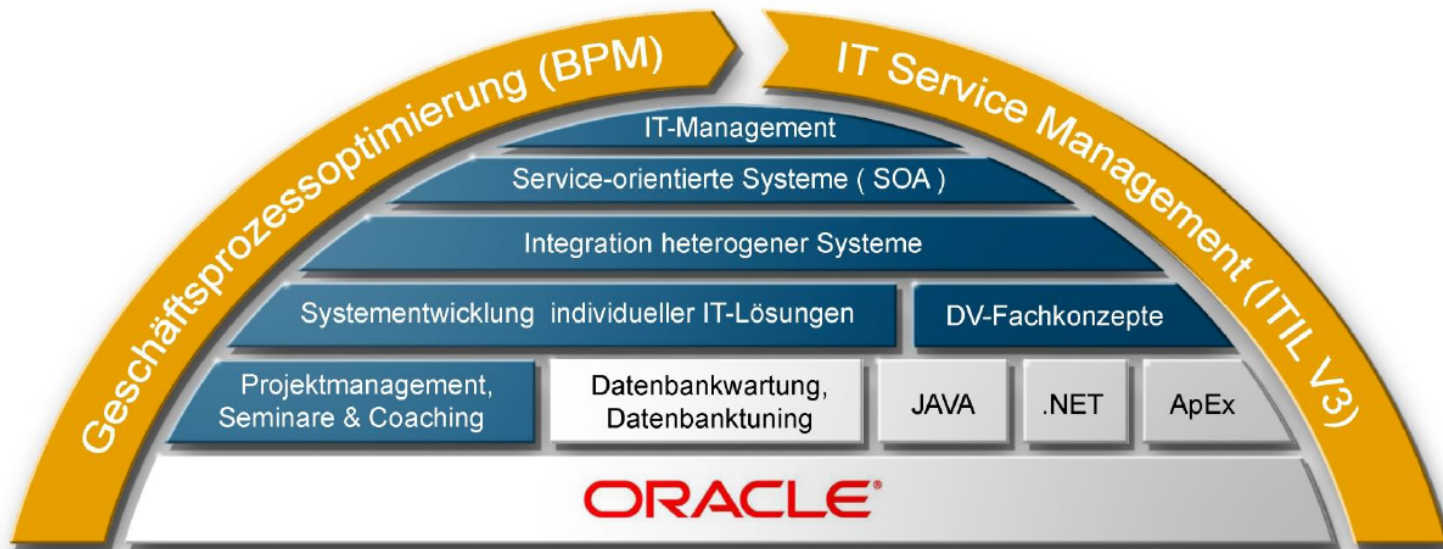 Geschäftsprozessoptimierung (BPM)
IT Service Management (ITIL V3)
IT-Management
Service-orientierte Systeme ( SOA )
Integration heterogener Systeme
Systementwicklung individueller IT-Lösungen
DV-Fachkonzepte
Projektmanagement,
Seminare & Coaching
Datenbankwartung,
Datenbanktuning
JAVA
.NET
ApEx
ORACLE®